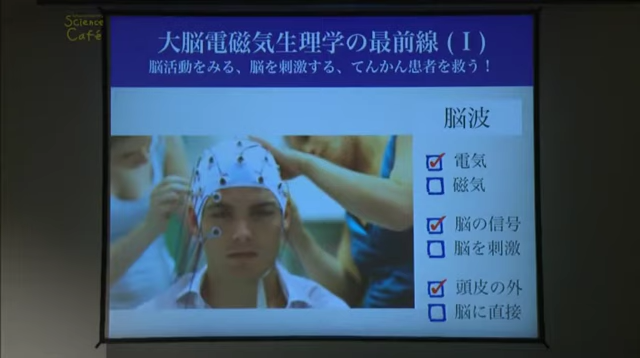 Science
Café
大脳電磁気生理学の最前線 (Ⅰ)
脳活動をみる、脳を刺激する、てんかん患者を救う！
脳波
電気
磁気
脳の信号
脳を刺激
頭皮の外
脳に直接